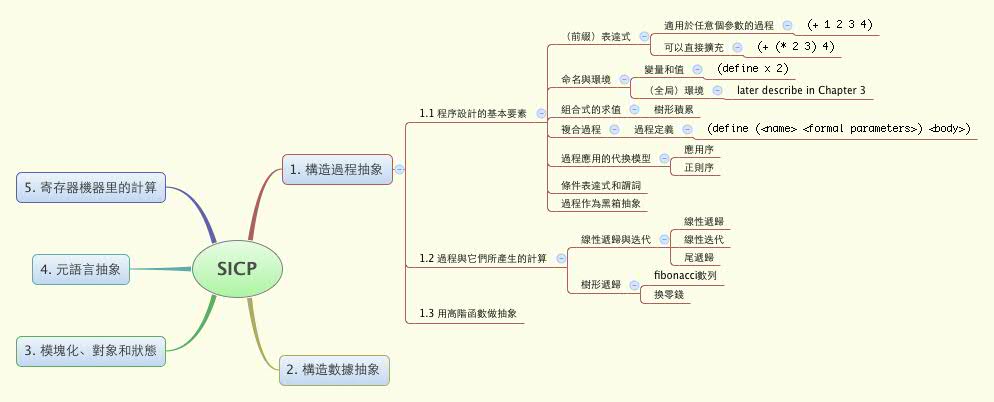 SICP
1. 構造過程抽象
1.1 程序設計的基本要素
（前綴）表達式
適用於任意個參數的過程
(+ 1 2 3 4)
可以直接擴充
(+ (* 2 3) 4)
命名與環境
變量和值
(define x 2)
（全局）環境
later describe in Chapter 3
組合式的求值
樹形積累
複合過程
過程定義
(define (<name> <formal parameters>) <body>)
過程應用的代換模型
應用序
正則序
條件表達式和謂詞
過程作為黑箱抽象
1.2 過程與它們所產生的計算
線性遞歸與迭代
線性遞歸
線性迭代
尾遞歸
樹形遞歸
fibonacci數列
換零錢
1.3 用高階函數做抽象
2. 構造數據抽象
3. 模塊化、對象和狀態
4. 元語言抽象
5. 寄存器機器里的計算